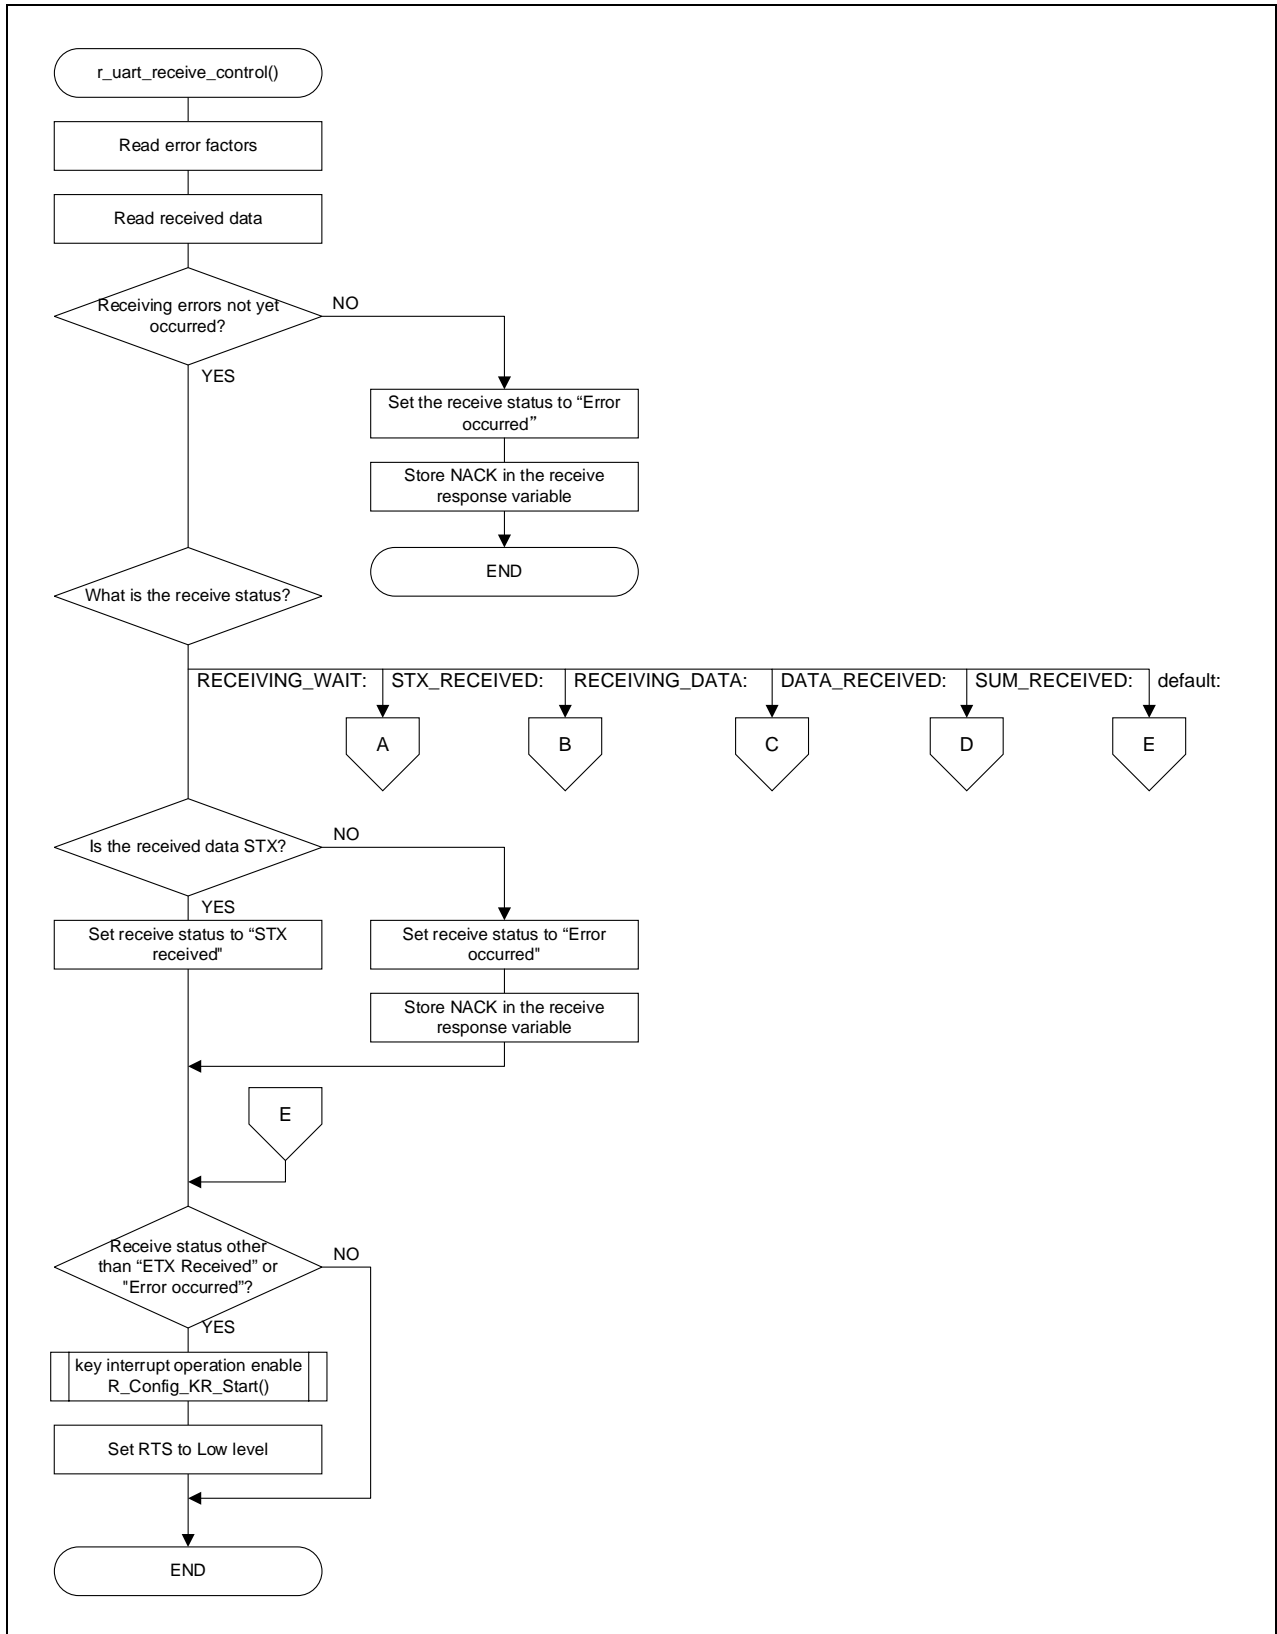 r_uart_receive_control()
Read error factors
Read received data
Receiving errors not yet
occurred?
NO
YES
Set the receive status to “Error
occurred”
Store NACK in the receive
response variable
END
What is the receive status?
RECEIVING_WAIT:
STX_RECEIVED:
RECEIVING_DATA:
DATA_RECEIVED:
SUM_RECEIVED:
default:
A
B
C
D
E
Is the received data STX?
NO
YES
Set receive status to “STX
received"
Set receive status to “Error
occurred"
Store NACK in the receive
response variable
E
Receive status other
than “ETX Received” or
"Error occurred”?
NO
YES
key interrupt operation enable
R_Config_KR_Start()
Set RTS to Low level
END